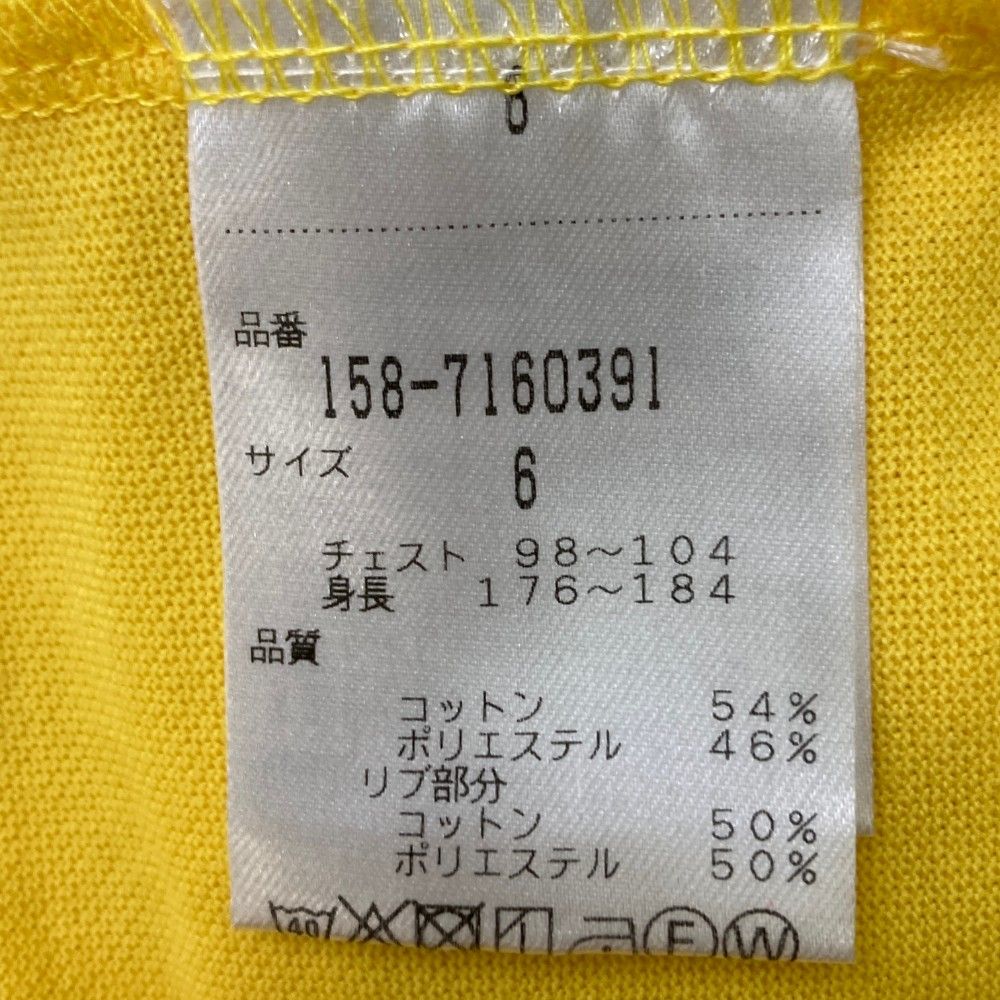 6
品番
158-7160391
サイズ 6
チェスト 98〜104
身長 176〜184
品質
コットン 54%
ポリエステル 46%
リブ部分
コットン 50%
ポリエステル 50%
40 F W